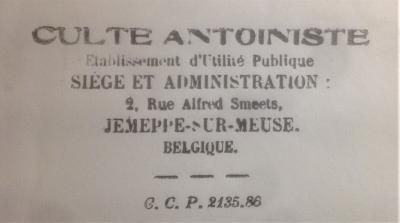 CULTE ANTOINISTE
Etablissement d'Utilité Publique
SIÈGE ET ADMINISTRATION :
2, Rue Alfred Smeets,
JEMEPPE-SUR-MEUSE.
BELGIQUE.
— — —
C. C. P. 2135.86